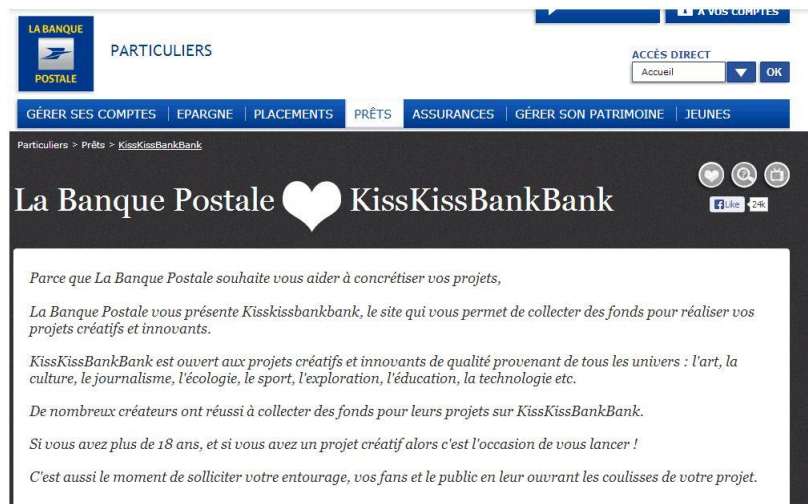 À VOS COMPTES
LA BANQUE
POSTALE
PARTICULIERS
ACCÈS DIRECT
Accueil
OK
GÉRER SES COMPTES
EPARGNE
PLACEMENTS
PRÊTS
ASSURANCES
GÉRER SON PATRIMOINE
JEUNES
Particuliers > Prêts > KissKissBankBank
La Banque Postale KissKissBankBank
Like 24k
Parce que La Banque Postale souhaite vous aider à concrétiser vos projets,
La Banque Postale vous présente Kisskissbankbank, le site qui vous permet de collecter des fonds pour réaliser vos
projets créatifs et innovants.
KissKissBankBank est ouvert aux projets créatifs et innovants de qualité provenant de tous les univers : l'art, la
culture, le journalisme, l'écologie, le sport, l'exploration, l'éducation, la technologie etc.
De nombreux créateurs ont réussi à collecter des fonds pour leurs projets sur KissKissBankBank.
Si vous avez plus de 18 ans, et si vous avez un projet créatif alors c'est l'occasion de vous lancer !
C'est aussi le moment de solliciter votre entourage, vos fans et le public en leur ouvrant les coulisses de votre projet.